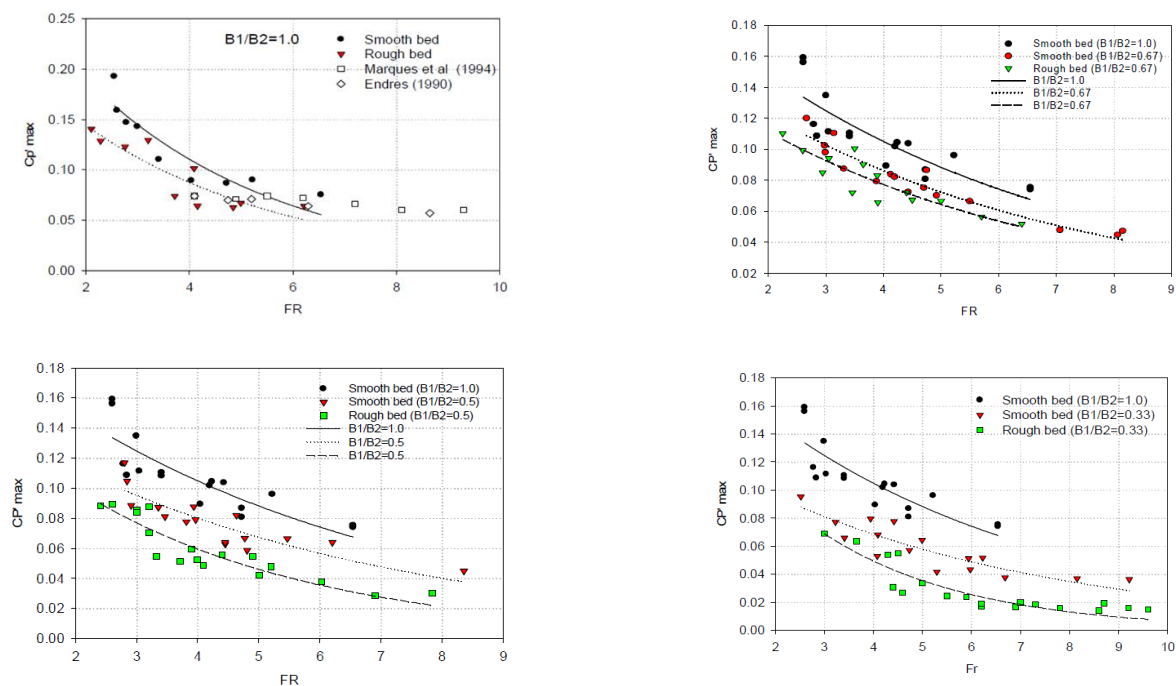 B1/B2=1.0
Smooth bed
Rough bed
Marques et al (1994)
Endres (1990)
Cp' max
0.25
0.20
0.15
0.10
0.05
0.00
2 4 6 8 10
FR
Smooth bed (B1/B2=1.0)
Smooth bed (B1/B2=0.67)
Rough bed (B1/B2=0.67)
B1/B2=1.0
B1/B2=0.67
B1/B2=0.67
CP' max
0.18
0.16
0.14
0.12
0.10
0.08
0.06
0.04
0.02
2 3 4 5 6 7 8 9
FR
Smooth bed (B1/B2=1.0)
Smooth bed (B1/B2=0.5)
Rough bed (B1/B2=0.5)
B1/B2=1.0
B1/B2=0.5
B1/B2=0.5
CP' max
0.18
0.16
0.14
0.12
0.10
0.08
0.06
0.04
0.02
0.00
2 3 4 5 6 7 8 9
FR
Smooth bed (B1/B2=1.0)
Smooth bed (B1/B2=0.33)
Rough bed (B1/B2=0.33)
CP' max
0.18
0.16
0.14
0.12
0.10
0.08
0.06
0.04
0.02
0.00
2 3 4 5 6 7 8 9 10
Fr